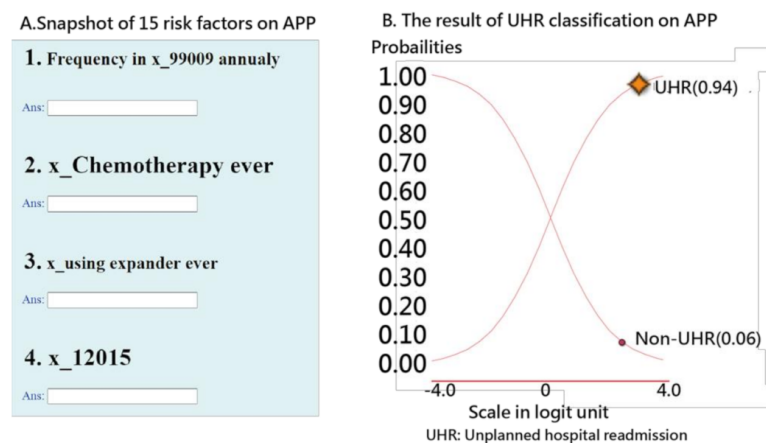 A.Snapshot of 15 risk factors on APP
1. Frequency in x_99009 annualy
Ans:
2. x_Chemotherapy ever
Ans:
3. x_using expander ever
Ans:
4. x_12015
Ans:
B. The result of UHR classification on APP
Probailities
1.00
0.90
0.80
0.70
0.60
0.50
0.40
0.30
0.20
0.10
0.00
UHR(0.94)
Non-UHR(0.06)
-4.0 0 4.0
Scale in logit unit
UHR: Unplanned hospital readmission